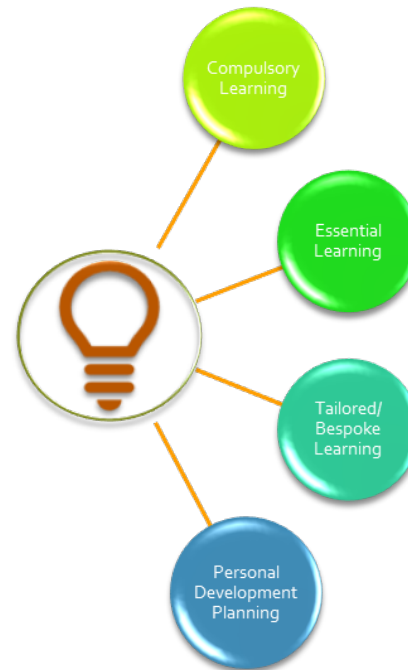 Compulsory
Learning
Essential
Learning
Tailored/
Bespoke
Learning
Personal
Development
Planning